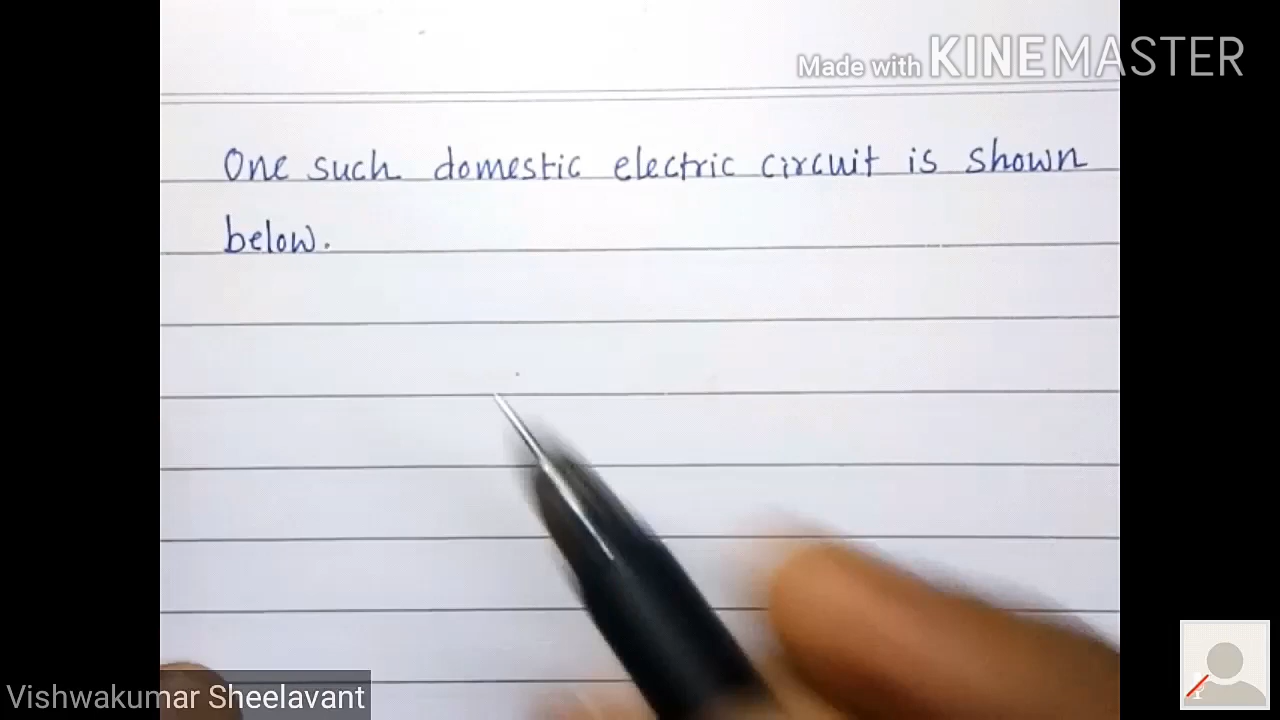 Made with KINEMASTER
One such domestic electric circuit is shown
below.
Vishwakumar Sheelavant